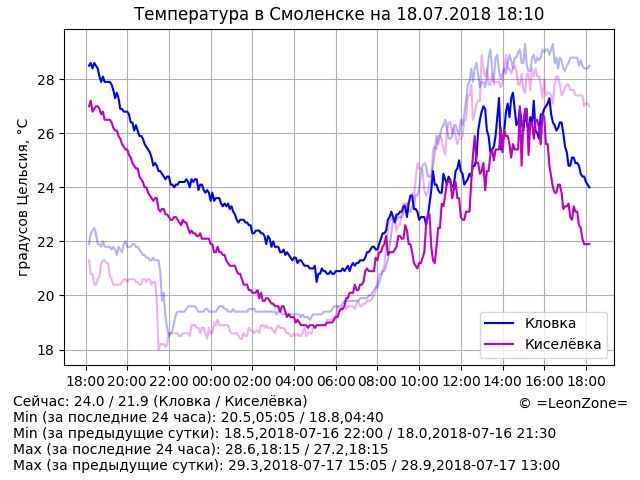 Температура в Смоленске на 18.07.2018 18:10
градусов Цельсия, °C
28
26
24
22
20
18
18:00 20:00 22:00 00:00 02:00 04:00 06:00 08:00 10:00 12:00 14:00 16:00 18:00
Кловка
Киселёвка
Сейчас: 24.0 / 21.9 (Кловка / Киселёвка)
© =LeonZone=
Min (за последние 24 часа): 20.5,05:05 / 18.8,04:40
Min (за предыдущие сутки): 18.5,2018-07-16 22:00 / 18.0,2018-07-16 21:30
Max (за последние 24 часа): 28.6,18:15 / 27.2,18:15
Max (за предыдущие сутки): 29.3,2018-07-17 15:05 / 28.9,2018-07-17 13:00